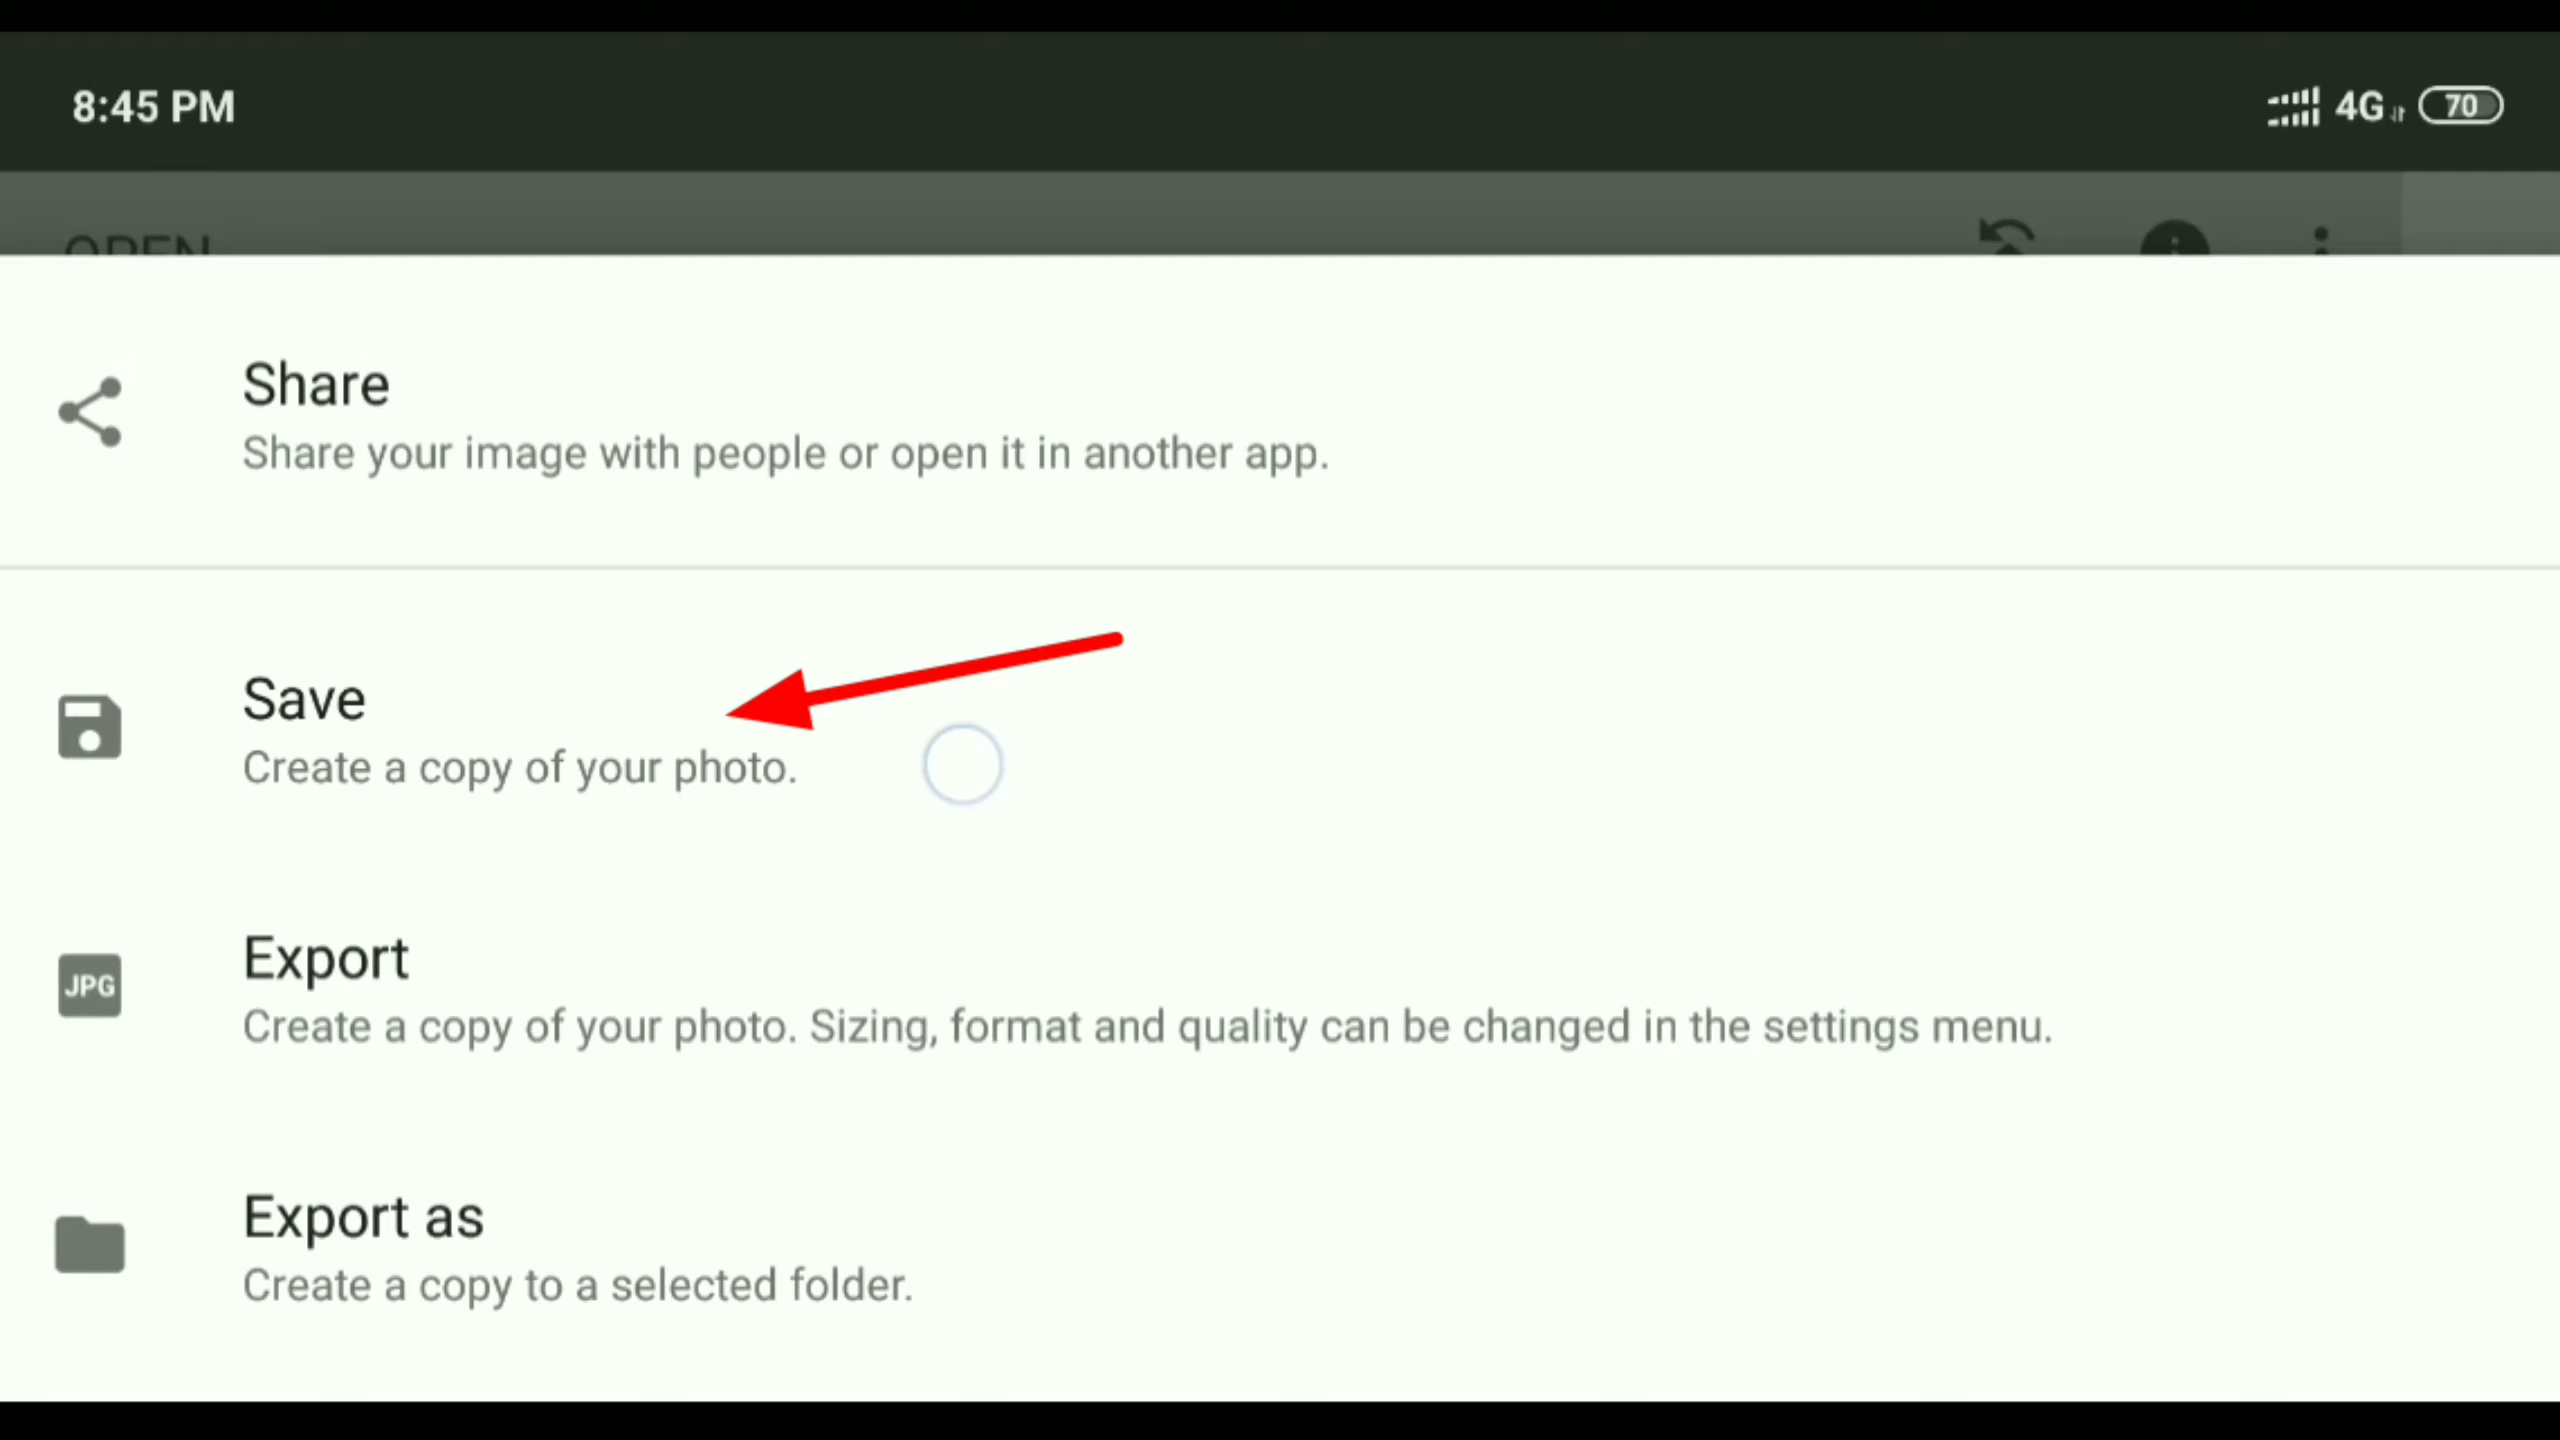 8:45 PM
4G 70
OPEN
Share
Share your image with people or open it in another app.
Save
Create a copy of your photo.
JPG
Export
Create a copy of your photo. Sizing, format and quality can be changed in the settings menu.
Export as
Create a copy to a selected folder.